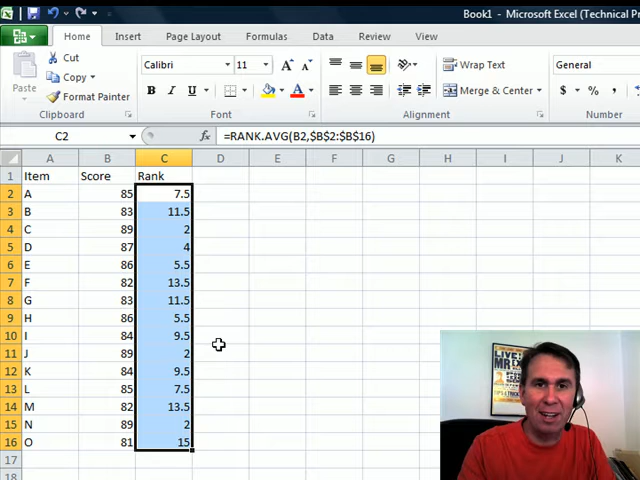 Book1 - Microsoft Excel (Technical Pr
Home Insert Page Layout Formulas Data Review View
Paste
Cut
Copy
Format Painter
Clipboard
Calibri 11 A A
B I U A
Font
Wrap Text
Merge & Center
Alignment
General
$ % ,
C2 fx =RANK.AVG(B2,$B$2:$B$16)
A B C D E F G H I J K
1 Item Score Rank
2 A 85 7.5
3 B 83 11.5
4 C 89 2
5 D 87 4
6 E 86 5.5
7 F 82 13.5
8 G 83 11.5
9 H 86 5.5
10 I 84 9.5
11 J 89 2
12 K 84 9.5
13 L 85 7.5
14 M 82 13.5
15 N 89 2
16 O 81 15
17
18
LIVE
MR